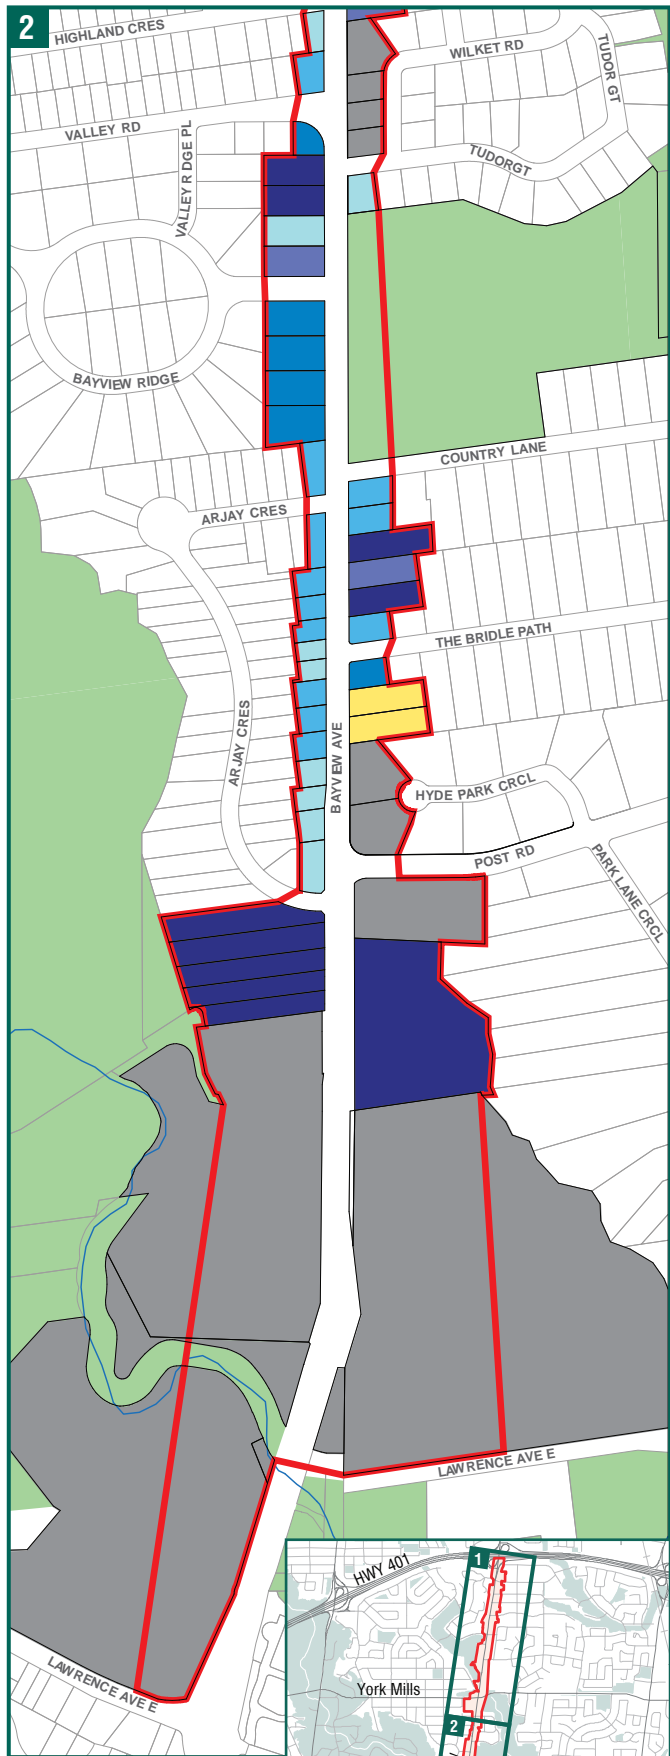 2
HIGHLAND CRES
WILKET RD
TUDOR GT
VALLEY RD
VALLEY R DGE PL
TUDORGT
BAYVIEW RIDGE
COUNTRY LANE
ARJAY CRES
THE BRIDLE PATH
ARJAY CRES
BAYVIEW AVE
HYDE PARK CRCL
POST RD
PARK LANE CRCL
LAWRENCE AVE E
LAWRENCE AVE E
1
HWY 401
York Mills
2